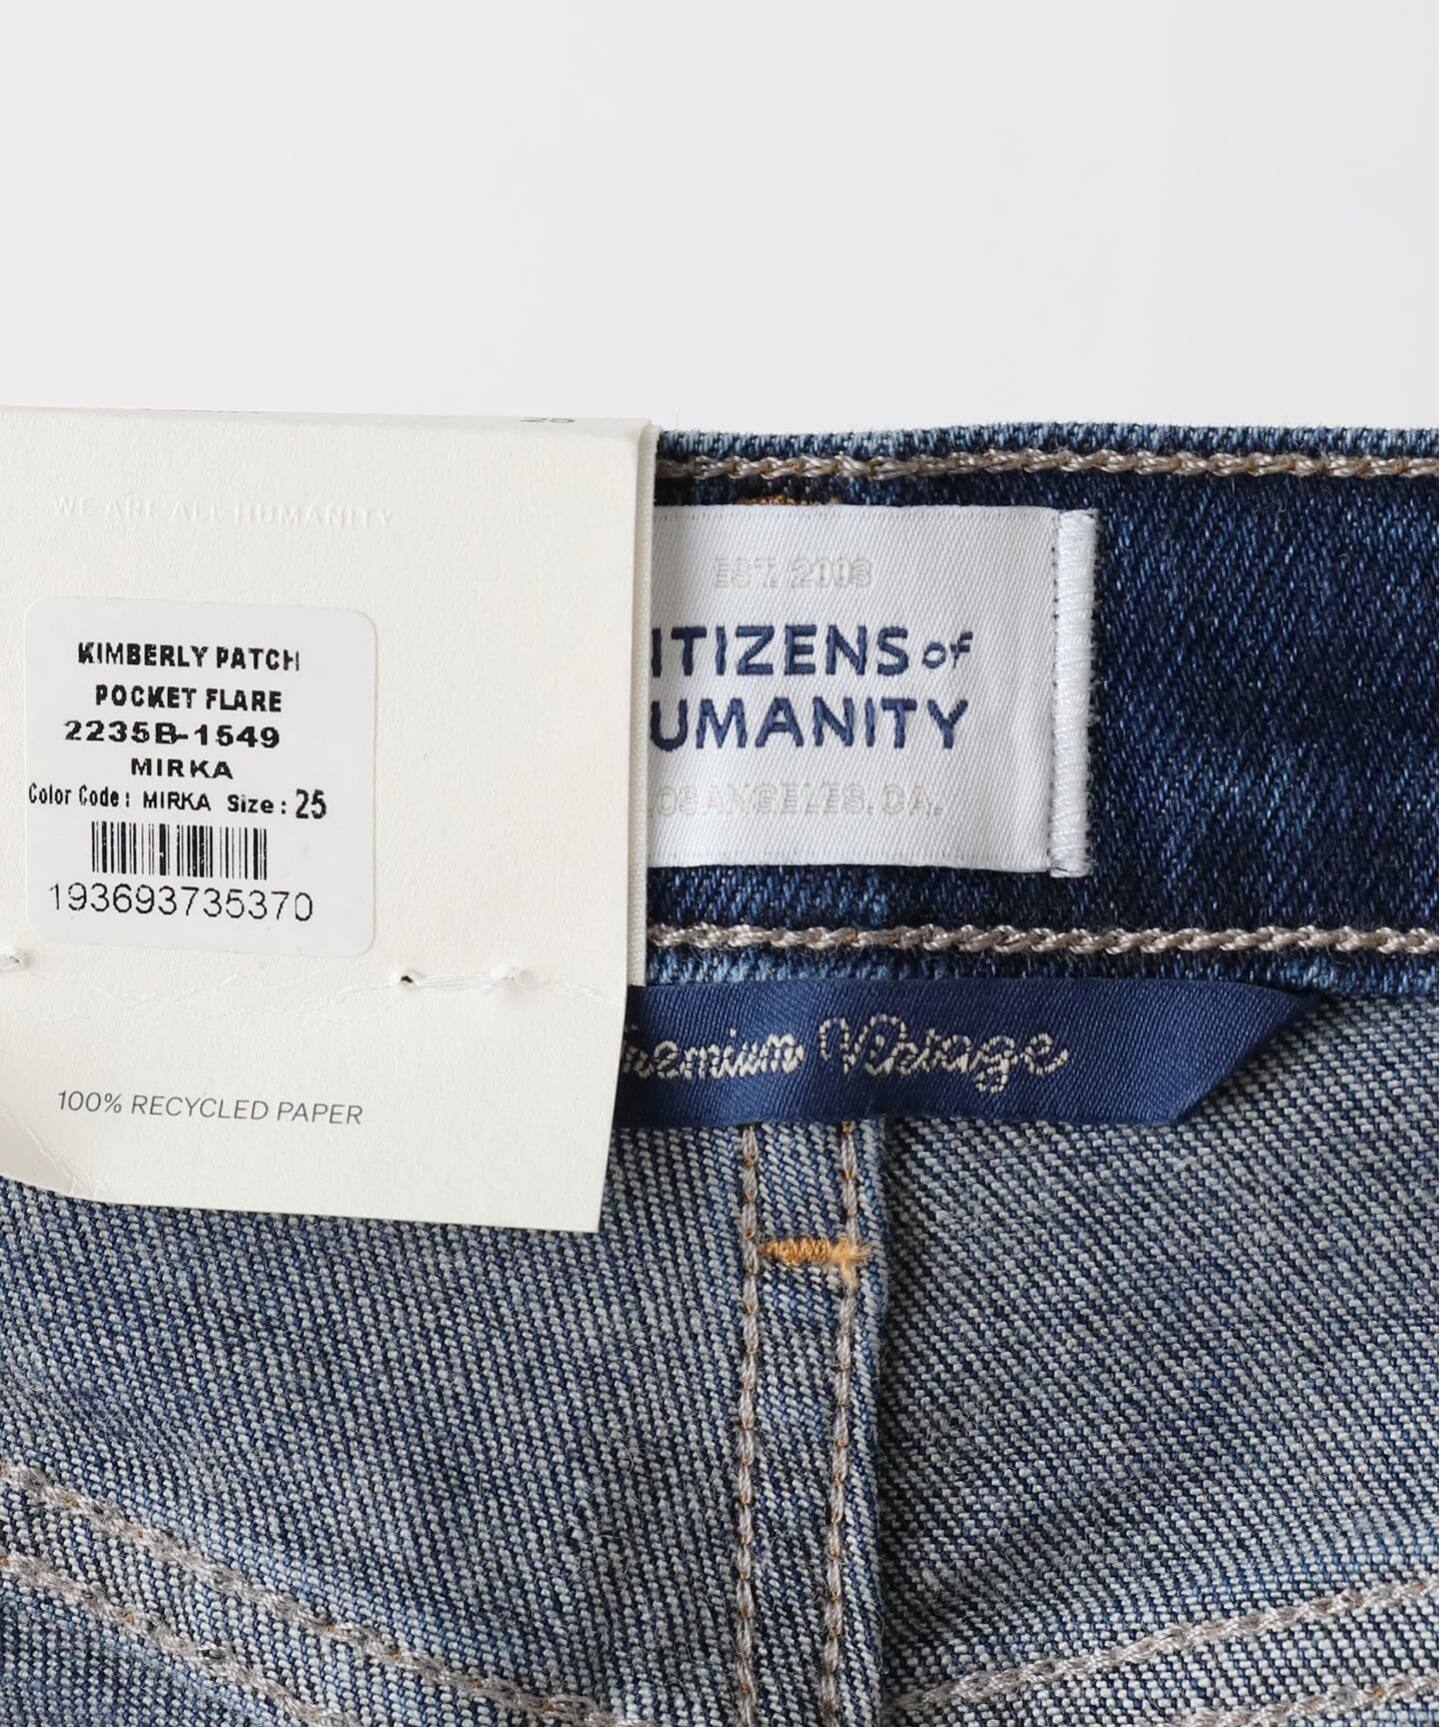 25
WE ARE ALL HUMANITY
KIMBERLY PATCH
POCKET FLARE
2235B-1549
MIRKA
Color Code: MIRKA Size: 25
193693735370
100% RECYCLED PAPER
EST. 2003
ITIZENS of
UMANITY
LOS ANGELES, CA.
Premium Vintage